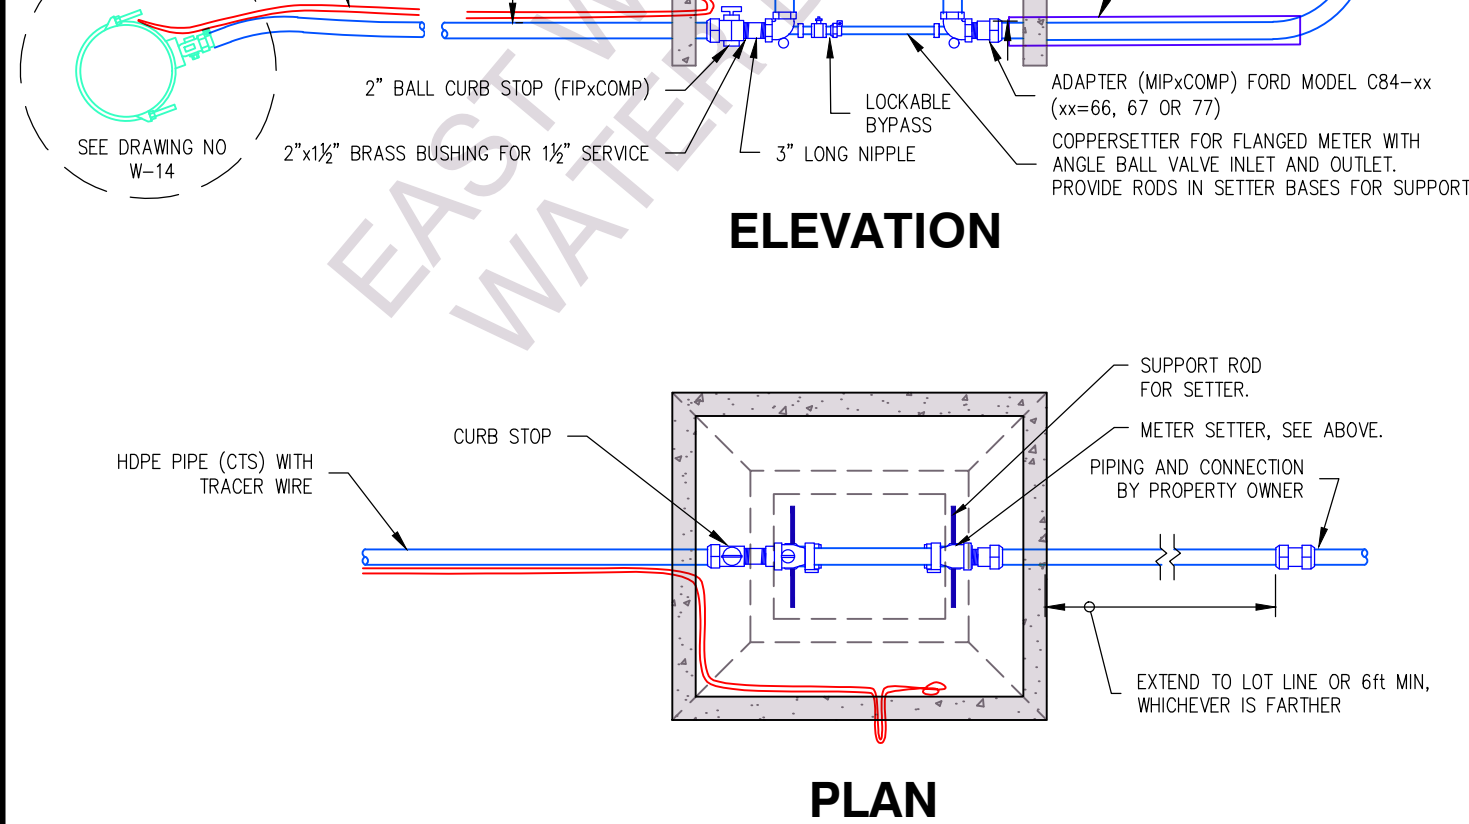 2" BALL CURB STOP (FIPxCOMP)
ADAPTER (MIPxCOMP) FORD MODEL C84-xx
(xx=66, 67 OR 77)
LOCKABLE
BYPASS
SEE DRAWING NO
W-14
2"x1½" BRASS BUSHING FOR 1½" SERVICE
3" LONG NIPPLE
COPPERSETTER FOR FLANGED METER WITH
ANGLE BALL VALVE INLET AND OUTLET.
PROVIDE RODS IN SETTER BASES FOR SUPPORT
EAST W
WATER
ELEVATION
SUPPORT ROD
FOR SETTER.
CURB STOP
METER SETTER, SEE ABOVE.
HDPE PIPE (CTS) WITH
TRACER WIRE
PIPING AND CONNECTION
BY PROPERTY OWNER
EXTEND TO LOT LINE OR 6ft MIN,
WHICHEVER IS FARTHER
PLAN